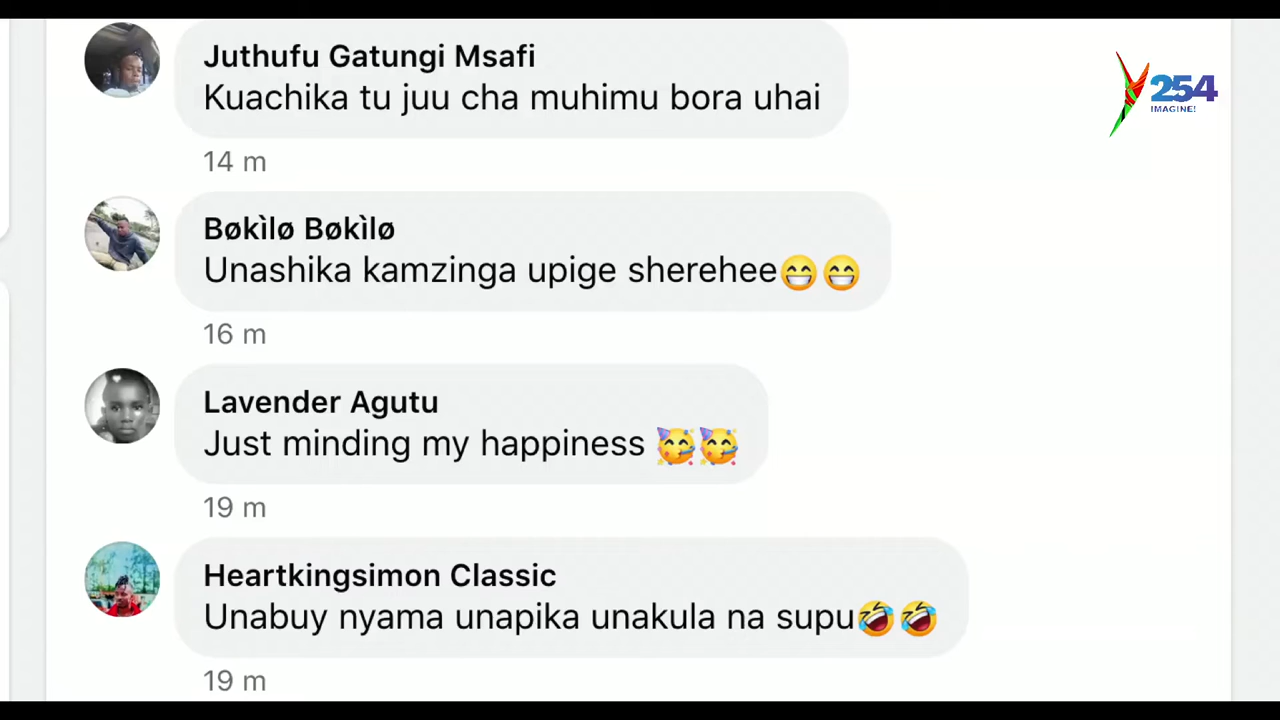 Juthufu Gatungi Msafi
Kuachika tu juu cha muhimu bora uhai
14 m
Bøkìlø Bøkìlø
Unashika kamzinga upige sherehee😁😁
16 m
Lavender Agutu
Just minding my happiness 🥳🥳
19 m
Heartkingsimon Classic
Unabuy nyama unapika unakula na supu🤣🤣
19 m
Y254
IMAGINE!